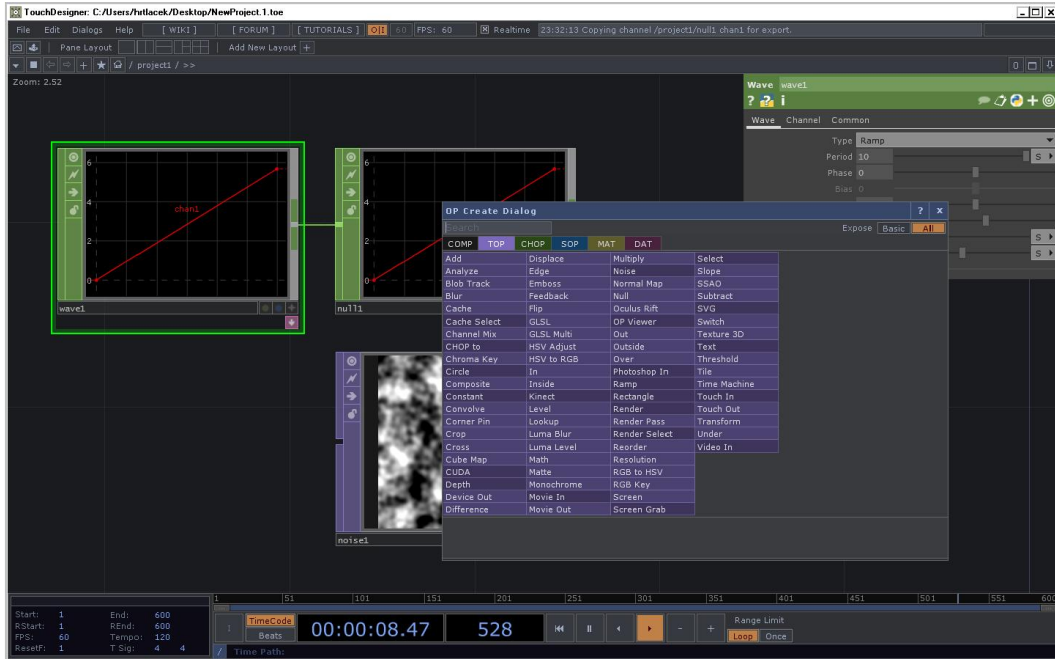 TouchDesigner: C:/Users/hrtlacek/Desktop/NewProject.1.toe
File Edit Dialogs Help [ WIKI ] [ FORUM ] [ TUTORIALS ] O|I 60 FPS: 60 Realtime 23:32:13 Copying channel /project1/null1 chan1 for export.
Pane Layout Add New Layout +
/ project1 / >> 0
Zoom: 2.52
Wave wave1
? ? i
Wave Channel Common
Type Ramp
Period 10 S
Phase 0
Bias 0
S
S
6
4
2
0
chan1
wave1
6
4
2
0
null1
noise1
OP Create Dialog ? x
Search Expose Basic All
COMP TOP CHOP SOP MAT DAT
Add Displace Multiply Select
Analyze Edge Noise Slope
Blob Track Emboss Normal Map SSAO
Blur Feedback Null Subtract
Cache Flip Oculus Rift SVG
Cache Select GLSL OP Viewer Switch
Channel Mix GLSL Multi Out Texture 3D
CHOP to HSV Adjust Outside Text
Chroma Key HSV to RGB Over Threshold
Circle In Photoshop In Tile
Composite Inside Ramp Time Machine
Constant Kinect Rectangle Touch In
Convolve Level Render Touch Out
Corner Pin Lookup Render Pass Transform
Crop Luma Blur Render Select Under
Cross Luma Level Reorder Video In
Cube Map Math Resolution
CUDA Matte RGB to HSV
Depth Monochrome RGB Key
Device Out Movie In Screen
Difference Movie Out Screen Grab
1 51 101 151 201 251 301 351 401 451 501 551 600
Start: 1 End: 600
RStart: 1 REnd: 600
FPS: 60 Tempo: 120
ResetF: 1 T Sig: 4 4
TimeCode
Beats
00:00:08.47 528
- +
Range Limit
Loop Once
/ Time Path: